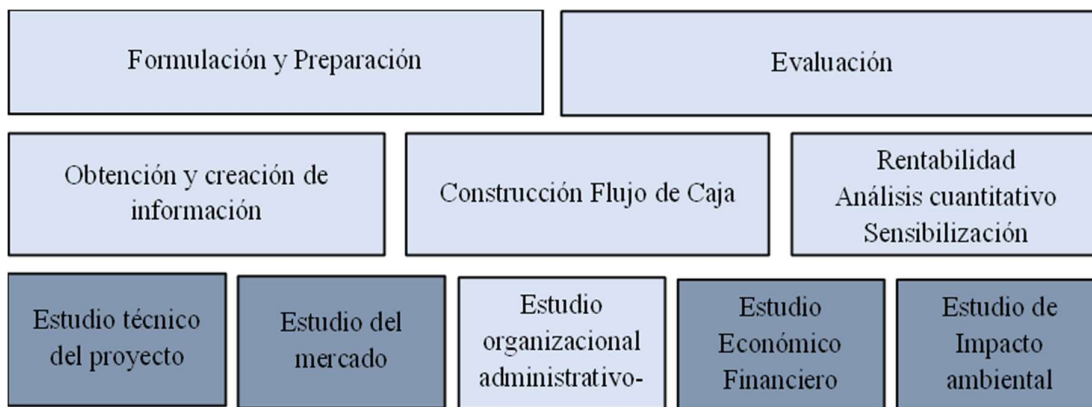 Formulación y Preparación
Evaluación
Obtención y creación de
información
Construcción Flujo de Caja
Rentabilidad
Análisis cuantitativo
Sensibilización
Estudio técnico
del proyecto
Estudio del
mercado
Estudio
organizacional
administrativo-
Estudio
Económico
Financiero
Estudio de
Impacto
ambiental